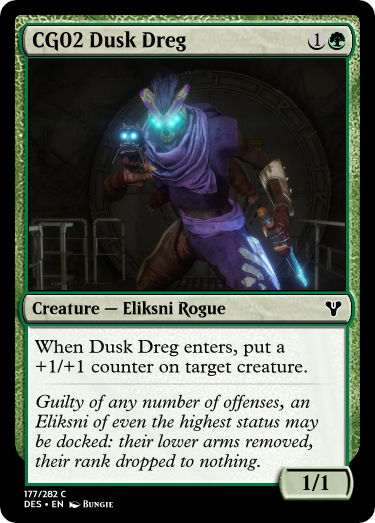 CG02 Dusk Dreg
1
Creature — Eliksni Rogue
When Dusk Dreg enters, put a
+1/+1 counter on target creature.
Guilty of any number of offenses, an
Eliksni of even the highest status may
be docked: their lower arms removed,
their rank dropped to nothing.
1/1
177/282 C
DES • EN Bungie